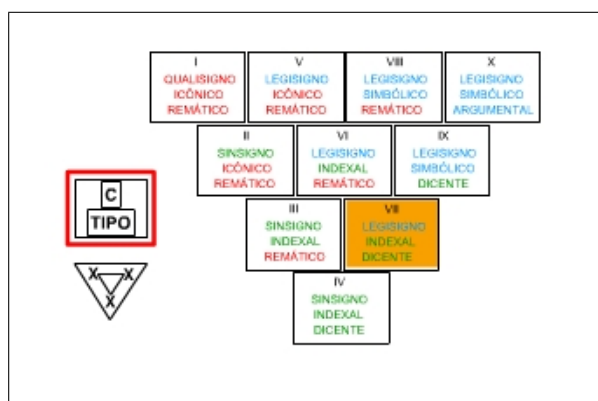 I
QUALISIGNO
ICÔNICO
REMÁTICO
V
LEGISIGNO
ICÔNICO
REMÁTICO
VIII
LEGISIGNO
SIMBÓLICO
REMÁTICO
X
LEGISIGNO
SIMBÓLICO
ARGUMENTAL
II
SINSIGNO
ICÔNICO
REMÁTICO
VI
LEGISIGNO
INDEXAL
REMÁTICO
IX
LEGISIGNO
SIMBÓLICO
DICENTE
C
TIPO
III
SINSIGNO
INDEXAL
REMÁTICO
VII
LEGISIGNO
INDEXAL
DICENTE
X X
X
IV
SINSIGNO
INDEXAL
DICENTE